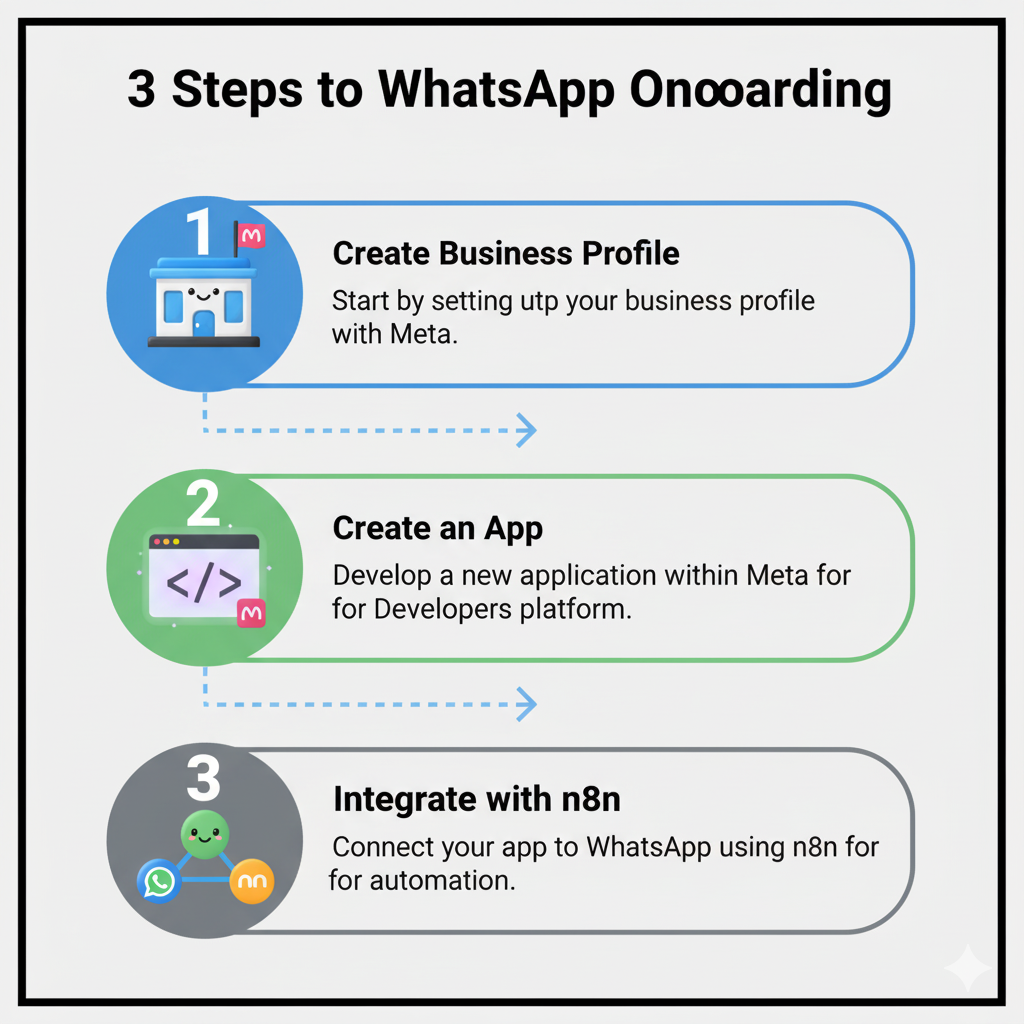 3 Steps to WhatsApp Onooarding
1
Create Business Profile
Start by setting utp your business profile
with Meta.
2
</>
Create an App
Develop a new application within Meta for
for Developers platform.
3
nn
Integrate with n8n
Connect your app to WhatsApp using n8n for
for automation.